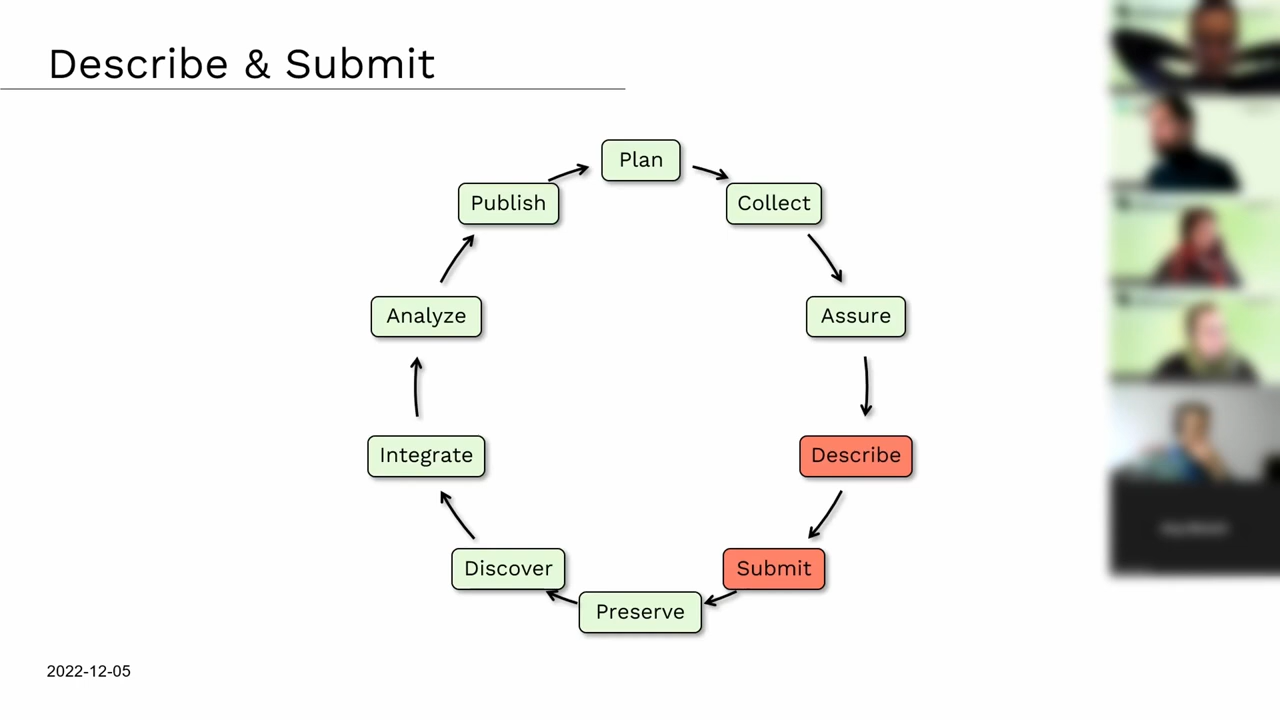 Describe & Submit
Plan
Collect
Assure
Describe
Submit
Preserve
Discover
Integrate
Analyze
Publish
2022-12-05